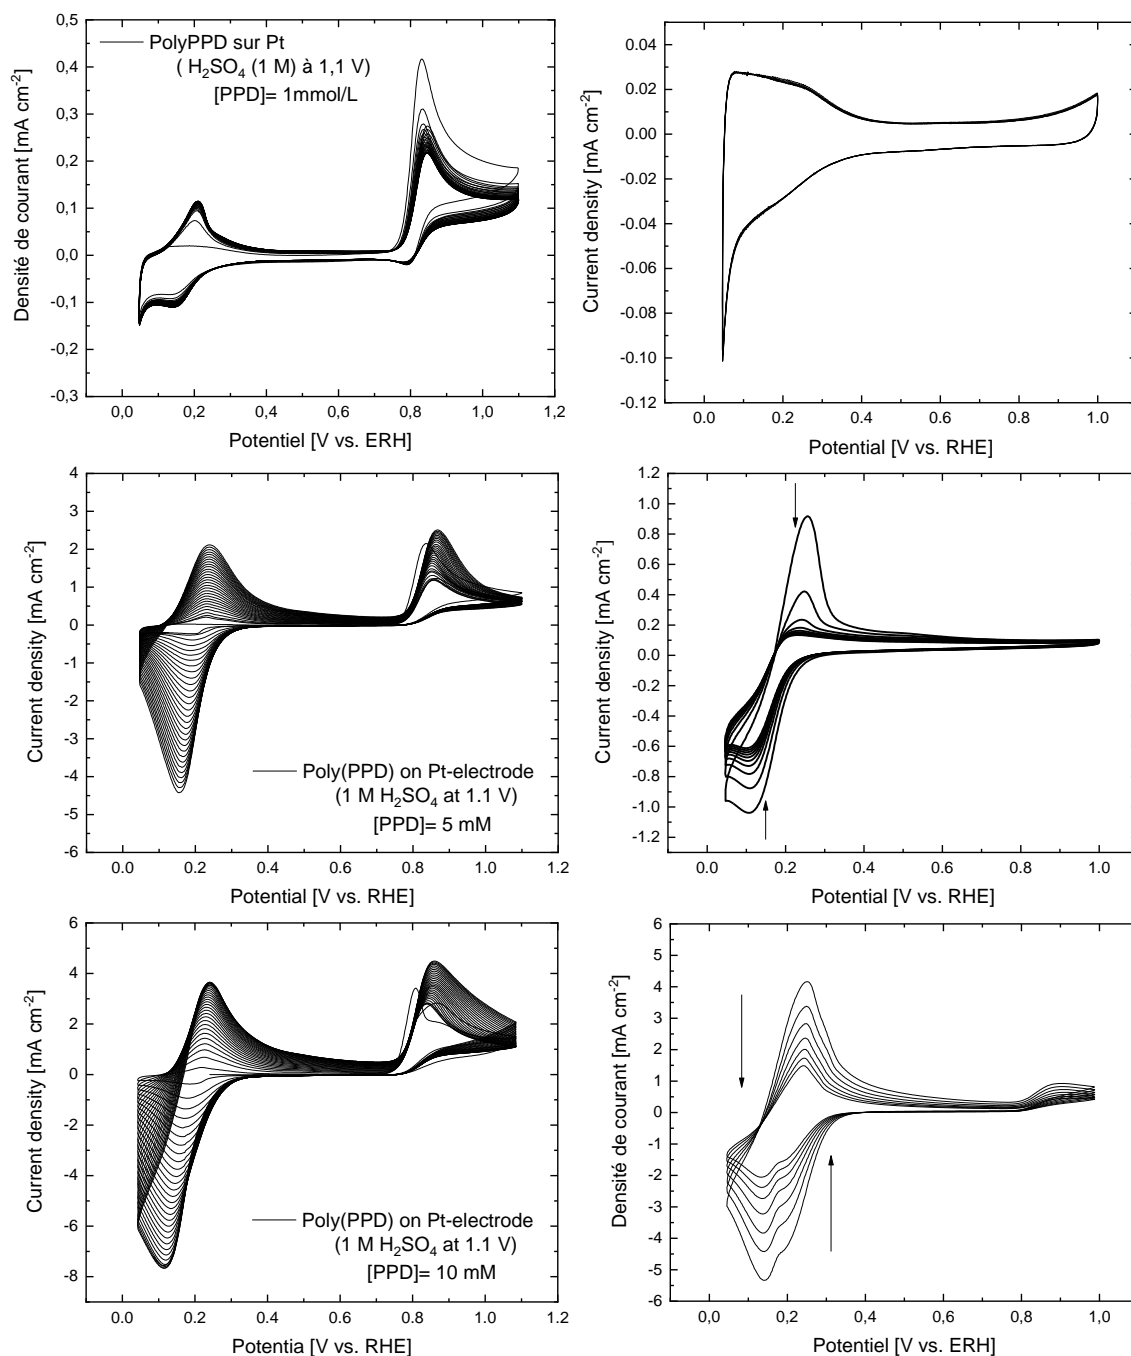 0,5
0,4
0,3
0,2
0,1
0,0
-0,1
-0,2
-0,3
Densité de courant [mA cm-2]
PolyPPD sur Pt
( H2SO4 (1 M) à 1,1 V)
[PPD]= 1mmol/L
0,0 0,2 0,4 0,6 0,8 1,0 1,2
Potentiel [V vs. ERH]
0.04
0.02
0.00
-0.02
-0.04
-0.06
-0.08
-0.10
-0.12
Current density [mA cm-2]
0.0 0.2 0.4 0.6 0.8 1.0
Potential [V vs. RHE]
4
3
2
1
0
-1
-2
-3
-4
-5
-6
Current density [mA cm-2]
Poly(PPD) on Pt-electrode
(1 M H2SO4 at 1.1 V)
[PPD]= 5 mM
0.0 0.2 0.4 0.6 0.8 1.0 1.2
Potential [V vs. RHE]
1.2
1.0
0.8
0.6
0.4
0.2
0.0
-0.2
-0.4
-0.6
-0.8
-1.0
-1.2
Current density [mA cm-2]
0.0 0.2 0.4 0.6 0.8 1.0
Potential [V vs. RHE]
6
4
2
0
-2
-4
-6
-8
Current density [mA cm-2]
Poly(PPD) on Pt-electrode
(1 M H2SO4 at 1.1 V)
[PPD]= 10 mM
0.0 0.2 0.4 0.6 0.8 1.0 1.2
Potentia [V vs. RHE]
6
5
4
3
2
1
0
-1
-2
-3
-4
-5
-6
Densité de courant [mA cm-2]
0,0 0,2 0,4 0,6 0,8 1,0
Potentiel [V vs. ERH]